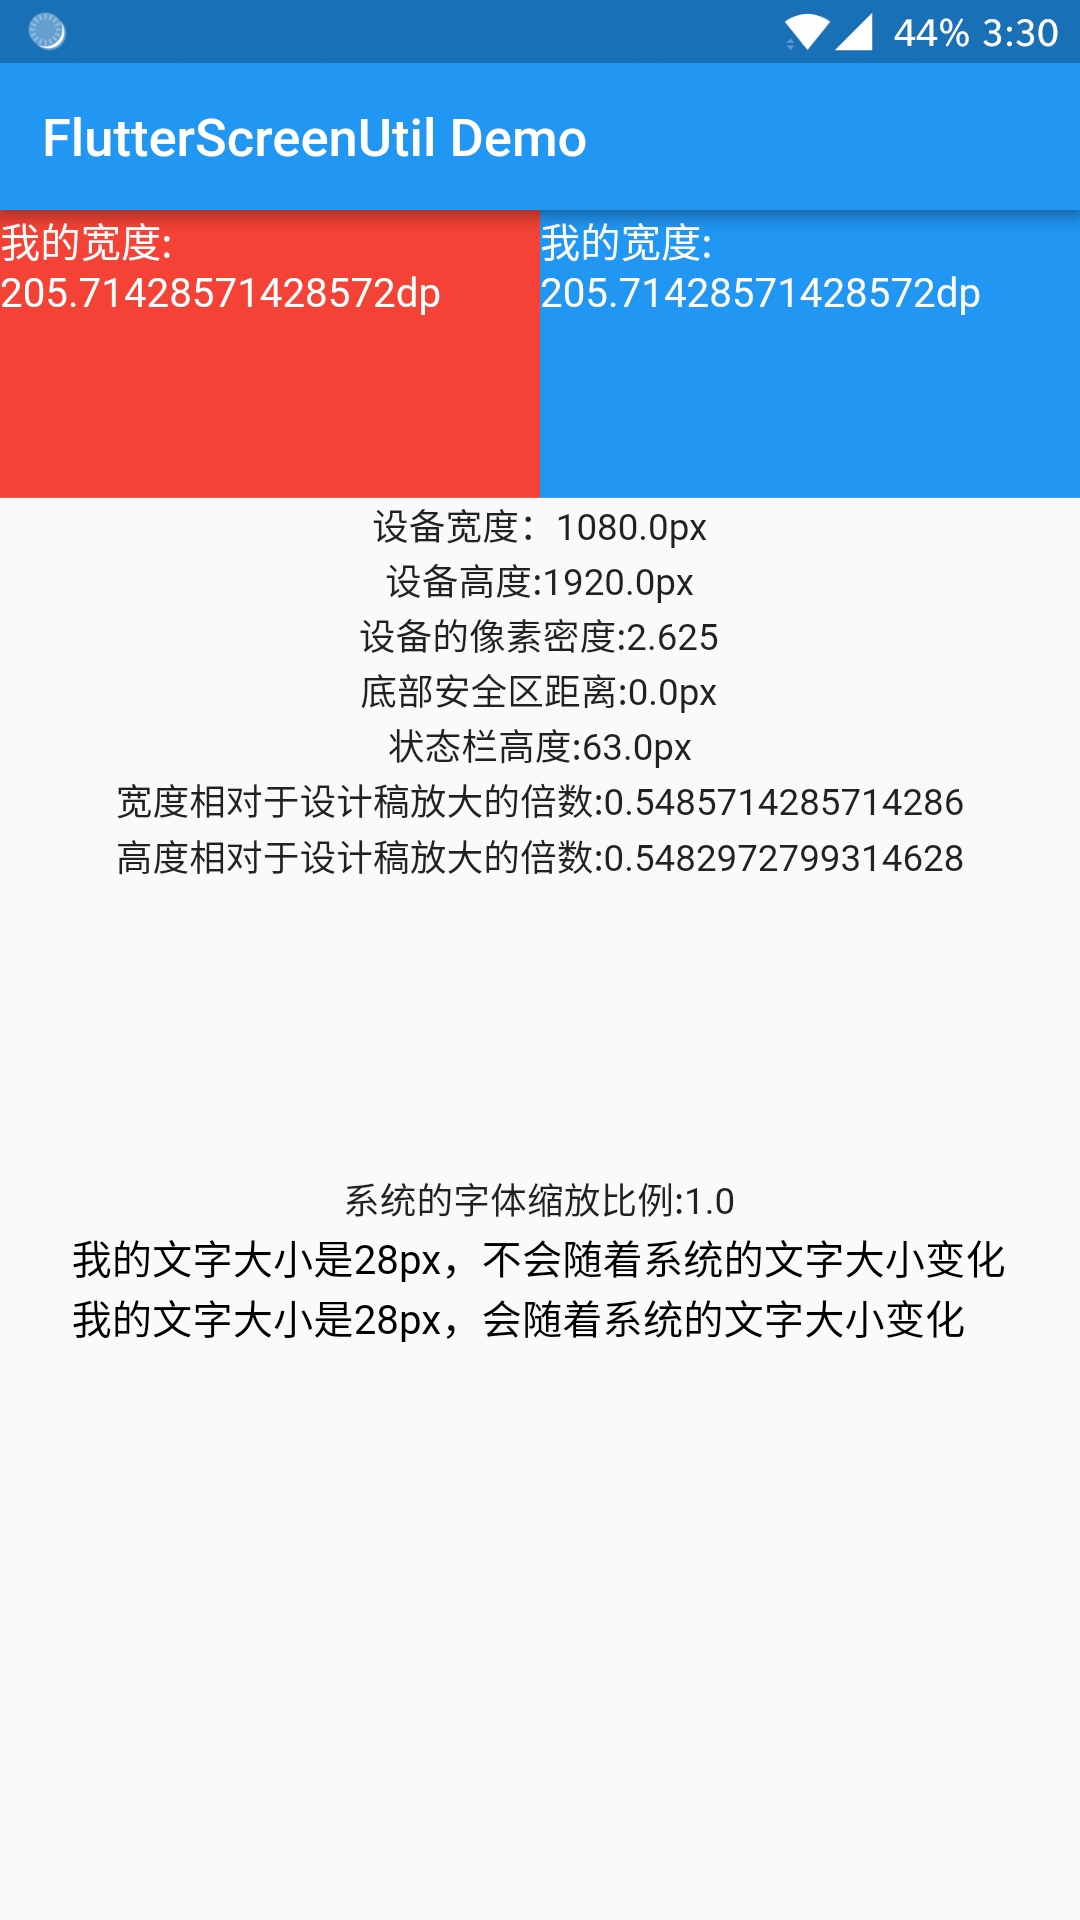 44% 3:30
FlutterScreenUtil Demo
我的宽度:
205.71428571428572dp
我的宽度:
205.71428571428572dp
设备宽度：1080.0px
设备高度:1920.0px
设备的像素密度:2.625
底部安全区距离:0.0px
状态栏高度:63.0px
宽度相对于设计稿放大的倍数:0.5485714285714286
高度相对于设计稿放大的倍数:0.5482972799314628
系统的字体缩放比例:1.0
我的文字大小是28px，不会随着系统的文字大小变化
我的文字大小是28px，会随着系统的文字大小变化